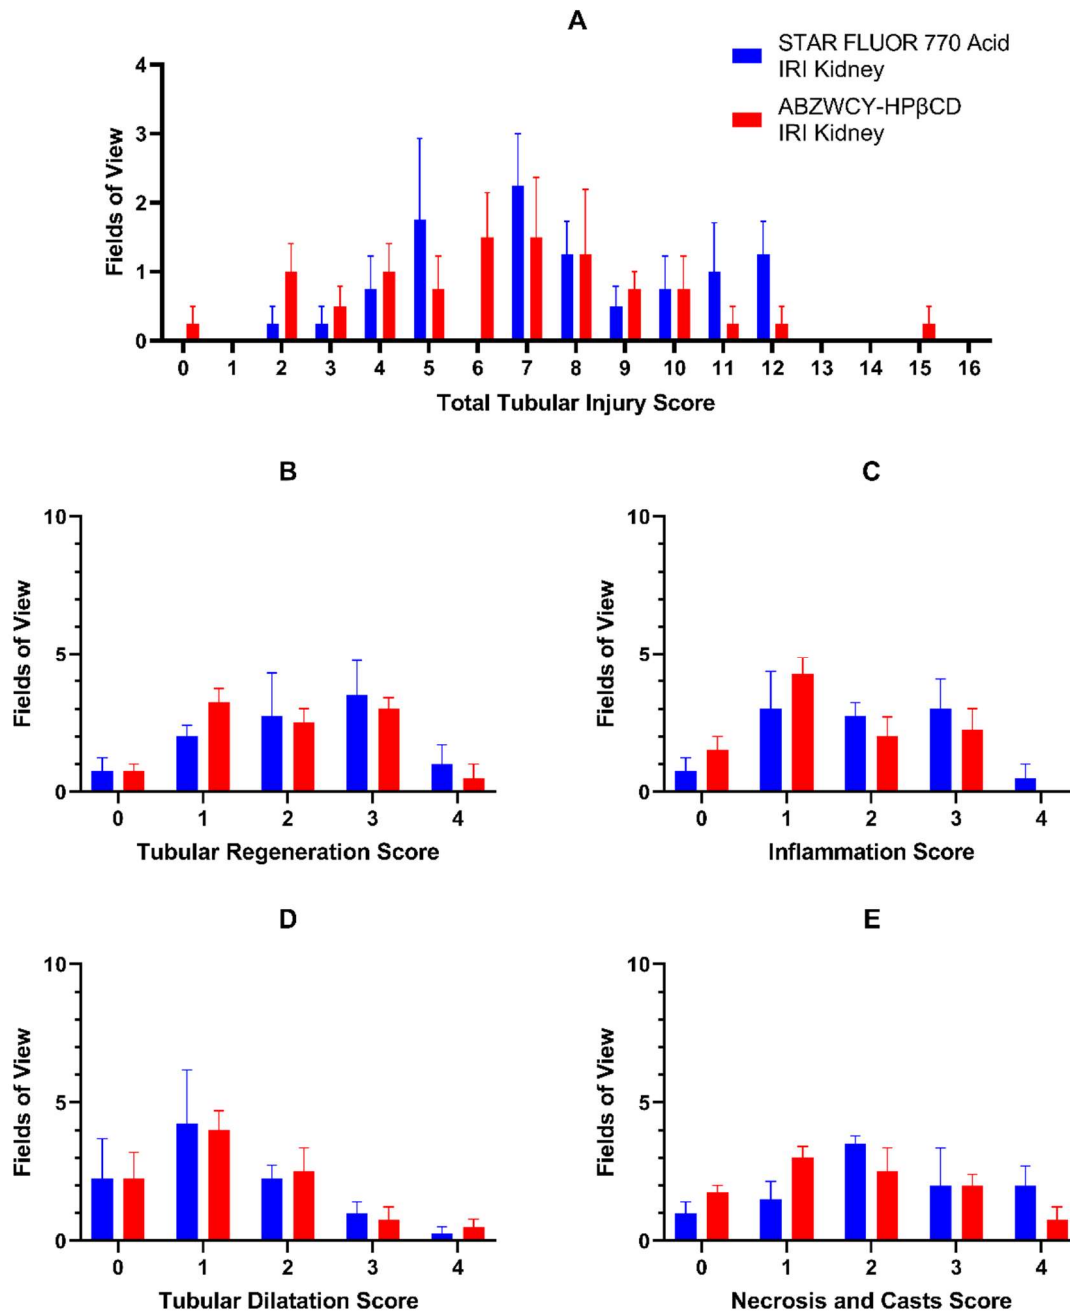 A
STAR FLUOR 770 Acid
IRI Kidney
ABZWCY-HPβCD
IRI Kidney
Fields of View
4
3
2
1
0
0 1 2 3 4 5 6 7 8 9 10 11 12 13 14 15 16
Total Tubular Injury Score
B
Fields of View
10
5
0
0 1 2 3 4
Tubular Regeneration Score
C
Fields of View
10
5
0
0 1 2 3 4
Inflammation Score
D
Fields of View
10
5
0
0 1 2 3 4
Tubular Dilatation Score
E
Fields of View
10
5
0
0 1 2 3 4
Necrosis and Casts Score